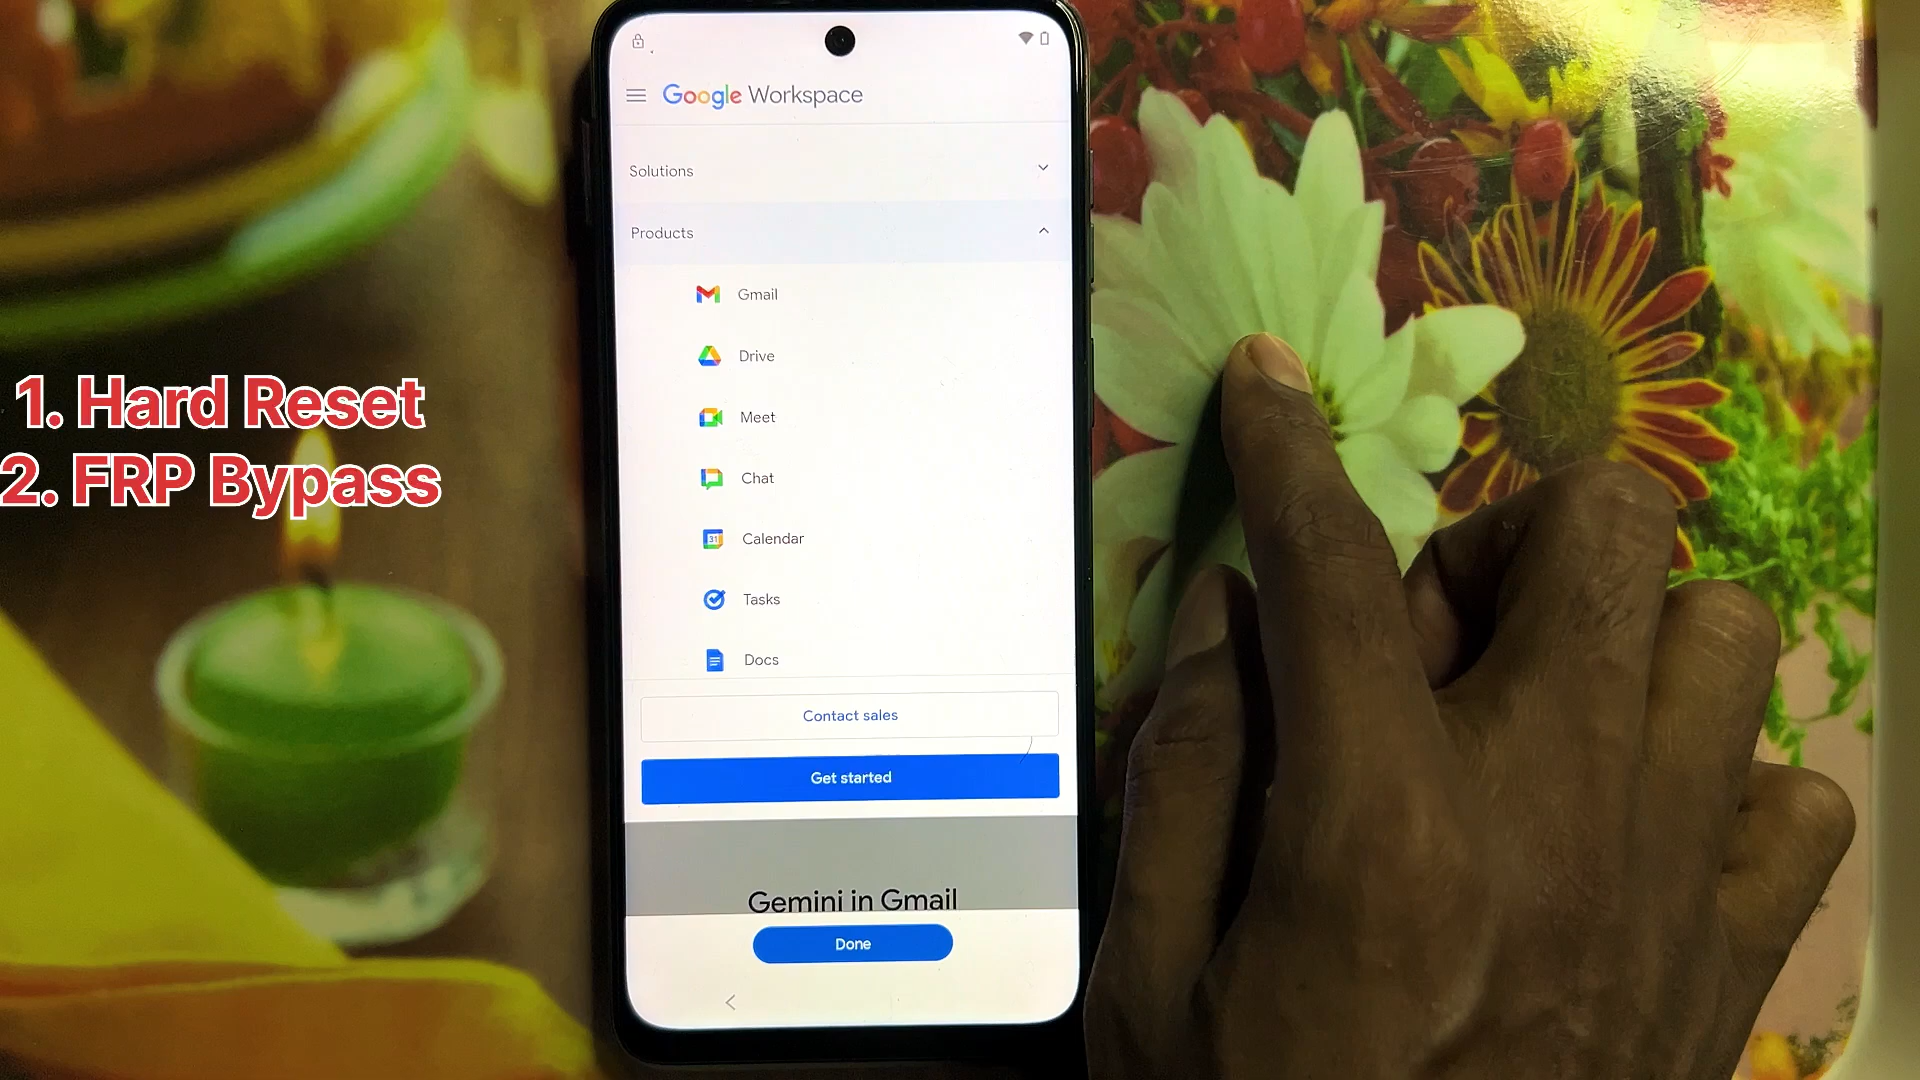 Google Workspace
Solutions
Products
Gmail
Drive
Meet
Chat
31
Calendar
Tasks
Docs
Contact sales
Get started
Gemini in Gmail
Done
1. Hard Reset
2. FRP Bypass